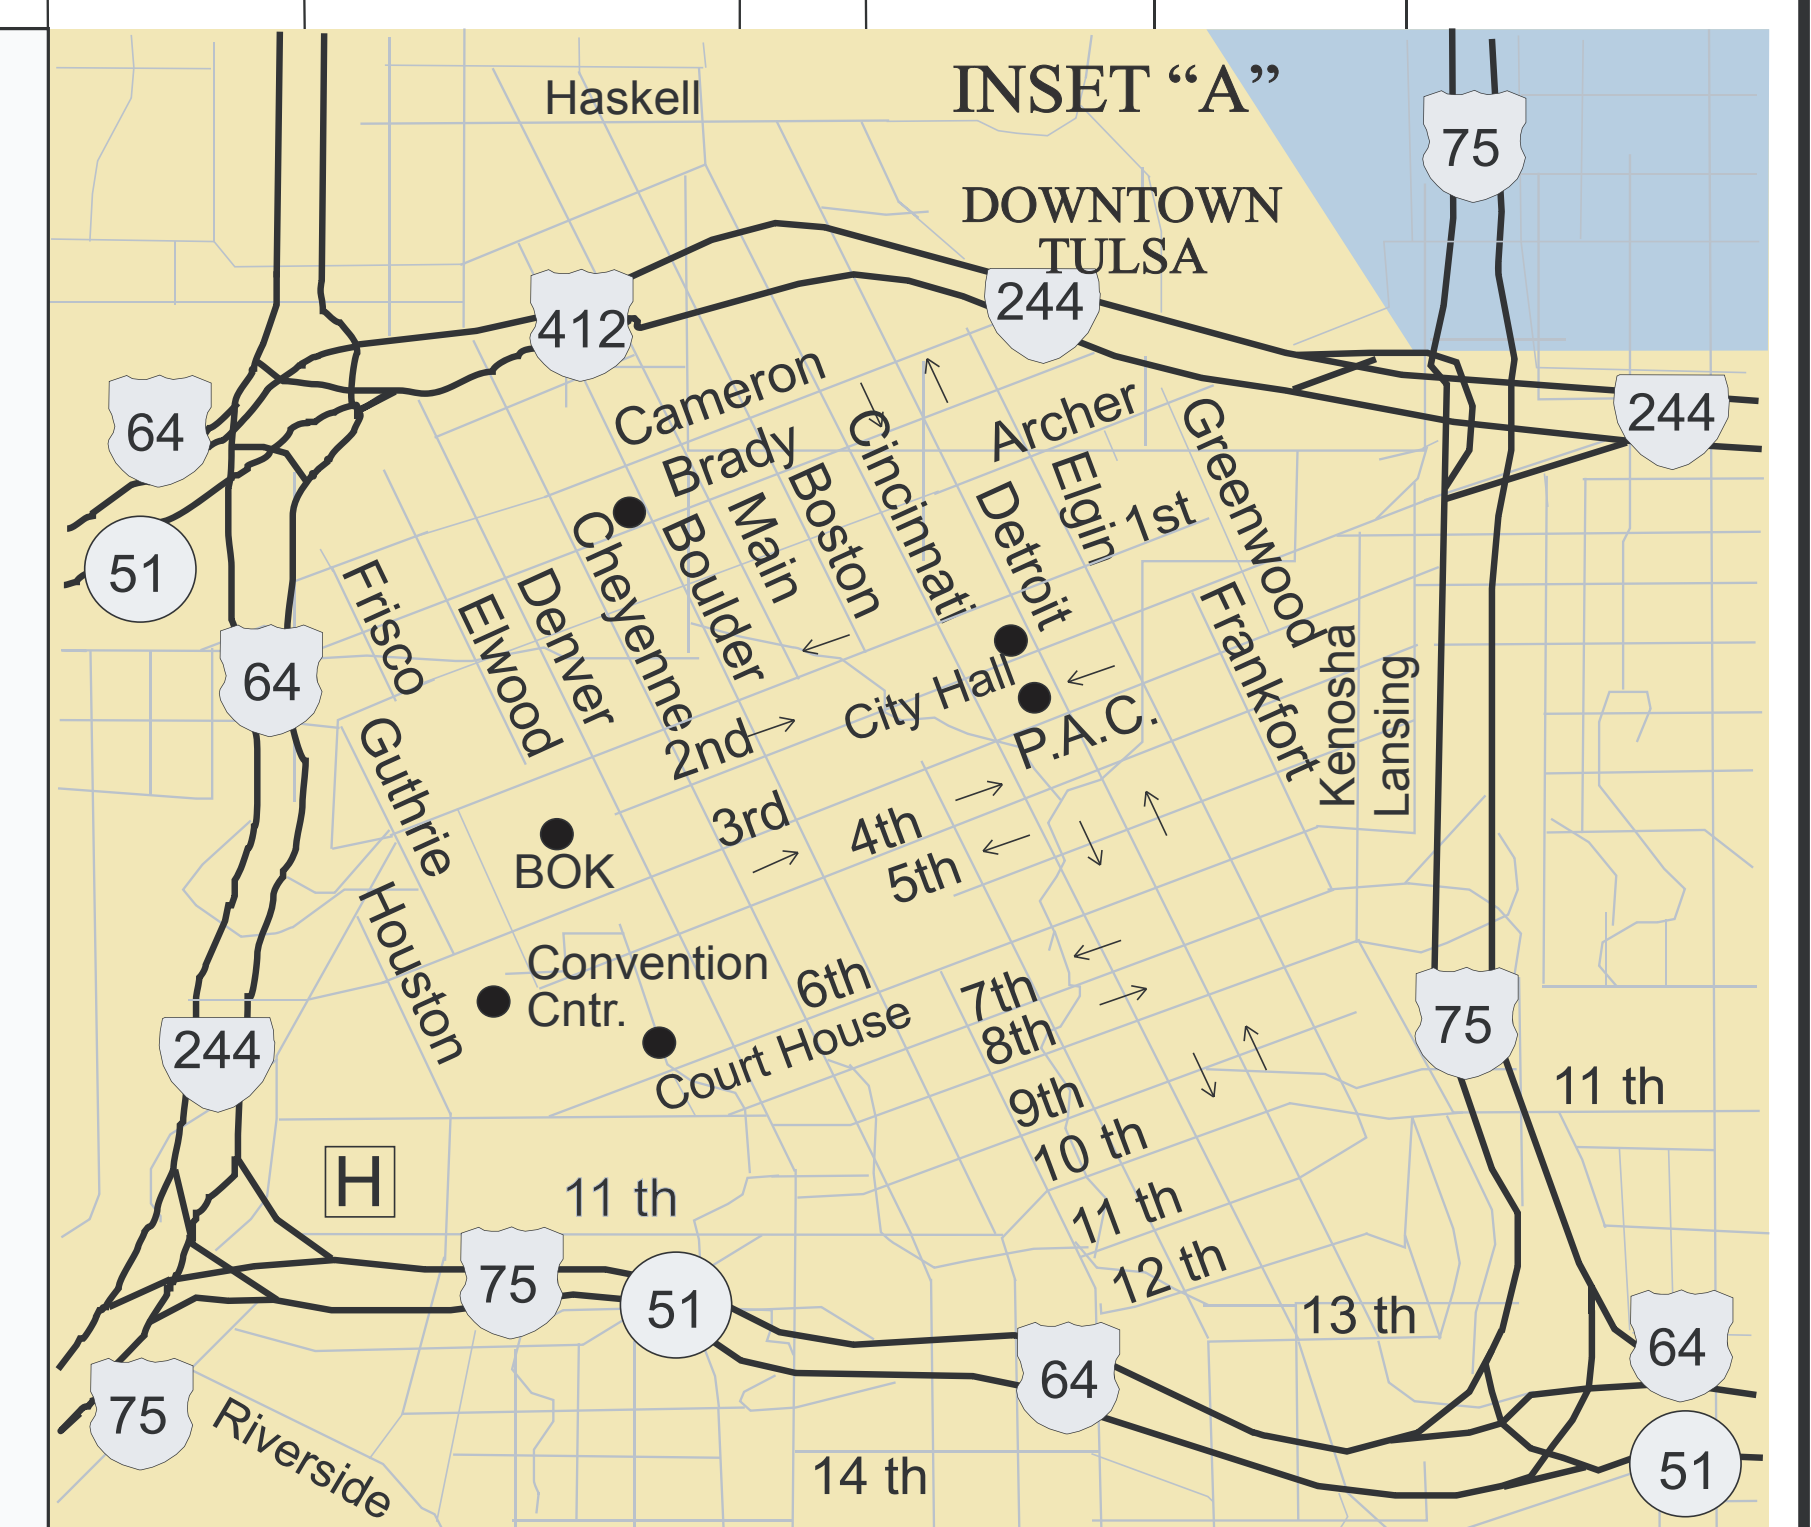 Haskell
INSET “A”
75
DOWNTOWN
TULSA
412
244
64
Cameron
Brady
Archer
244
51
Cincinnati
Greenwood
Main
Boston
Detroit
Elgin
1st
Cheyenne
Boulder
Frisco
Elwood
Denver
Frankfort
Kenosha
Lansing
64
City Hall
P.A.C.
2nd
Guthrie
3rd
4th
5th
BOK
Houston
Convention
Cntr.
6th
7th
8th
Court House
75
244
9th
10 th
11 th
H
11 th
11 th
12 th
75
51
13 th
64
64
75
Riverside
14 th
51